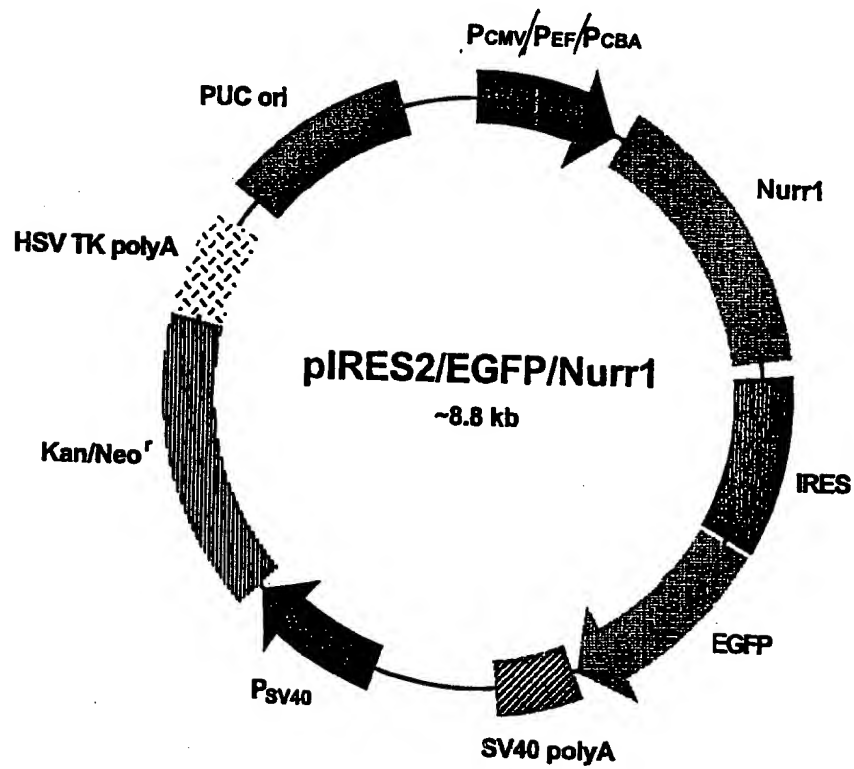 PCMV/PEF/PCBA
PUC ori
Nurr1
HSV TK polyA
pIRES2/EGFP/Nurr1
~8.8 kb
Kan/Neoʳ
IRES
EGFP
PSV40
SV40 polyA